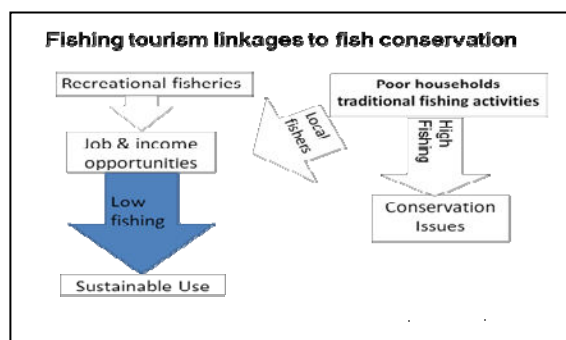 Fishing tourism linkages to fish conservation
Recreational fisheries
Poor households
traditional fishing activities
Local
fishers
High
Fishing
Job & income
opportunities
Low
fishing
Conservation
Issues
Sustainable Use